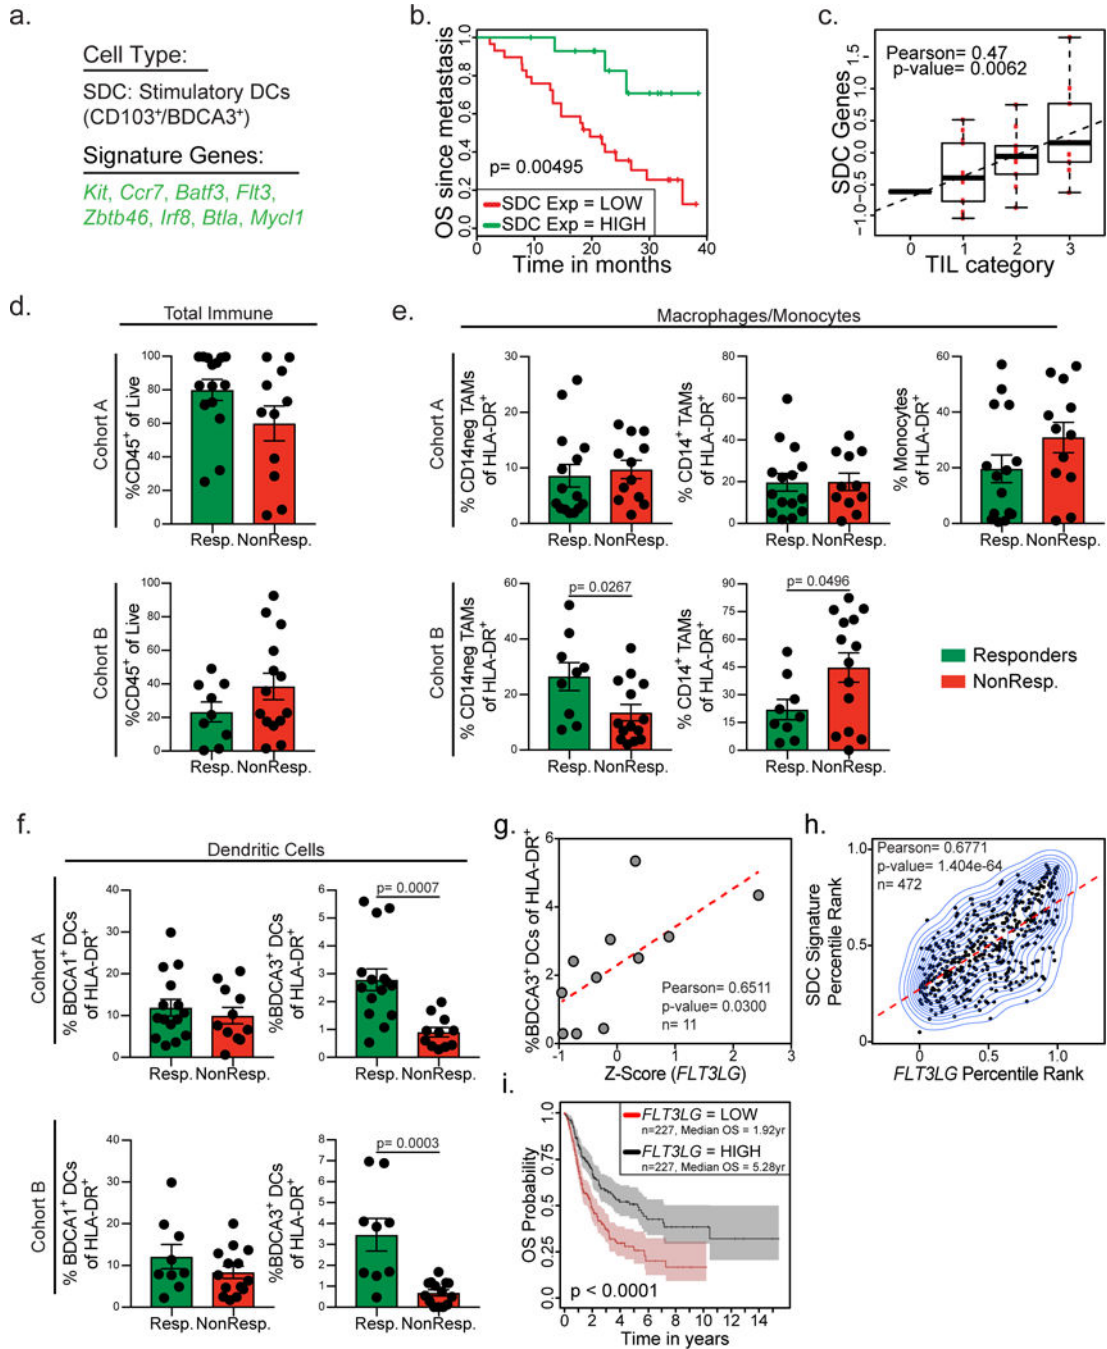 a.
Cell Type:
SDC: Stimulatory DCs
(CD103+/BDCA3+)
Signature Genes:
Kit, Ccr7, Batf3, Flt3,
Zbtb46, Irf8, Btla, Mycl1
b.
OS since metastasis
0.0 0.2 0.4 0.6 0.8 1.0
p= 0.00495
SDC Exp = LOW
SDC Exp = HIGH
0 10 20 30 40
Time in months
c.
SDC Genes
-1.0 -0.5 0.0 0.5 1.0 1.5
Pearson= 0.47
p-value= 0.0062
0 1 2 3
TIL category
d.
Total Immune
Cohort A
%CD45+ of Live
100
80
60
40
20
0
Resp. NonResp.
Cohort B
%CD45+ of Live
100
80
60
40
20
0
Resp. NonResp.
e.
Macrophages/Monocytes
Cohort A
% CD14neg TAMs
of HLA-DR+
30
20
10
0
Resp. NonResp.
% CD14+ TAMs
of HLA-DR+
80
60
40
20
0
Resp. NonResp.
% Monocytes
of HLA-DR+
60
40
20
0
Resp. NonResp.
Cohort B
% CD14neg TAMs
of HLA-DR+
60
40
20
0
p= 0.0267
Resp. NonResp.
% CD14+ TAMs
of HLA-DR+
90
75
60
45
30
15
0
p= 0.0496
Resp. NonResp.
Responders
NonResp.
f.
Dendritic Cells
Cohort A
% BDCA1+ DCs
of HLA-DR+
40
30
20
10
0
Resp. NonResp.
%BDCA3+ DCs
of HLA-DR+
6
5
4
3
2
1
0
p= 0.0007
Resp. NonResp.
Cohort B
% BDCA1+ DCs
of HLA-DR+
40
30
20
10
0
Resp. NonResp.
%BDCA3+ DCs
of HLA-DR+
8
7
6
5
4
3
2
1
0
p= 0.0003
Resp. NonResp.
g.
%BDCA3+ DCs of HLA-DR+
6
4
2
0
Pearson= 0.6511
p-value= 0.0300
n= 11
-1 0 1 2 3
Z-Score (FLT3LG)
h.
SDC Signature
Percentile Rank
1.0
0.5
0.0
Pearson= 0.6771
p-value= 1.404e-64
n= 472
0.0 0.5 1.0
FLT3LG Percentile Rank
i.
OS Probability
0.0 0.25 0.5 0.75 1.0
FLT3LG = LOW
n=227, Median OS = 1.92yr
FLT3LG = HIGH
n=227, Median OS = 5.28yr
p < 0.0001
0 2 4 6 8 10 12 14
Time in years